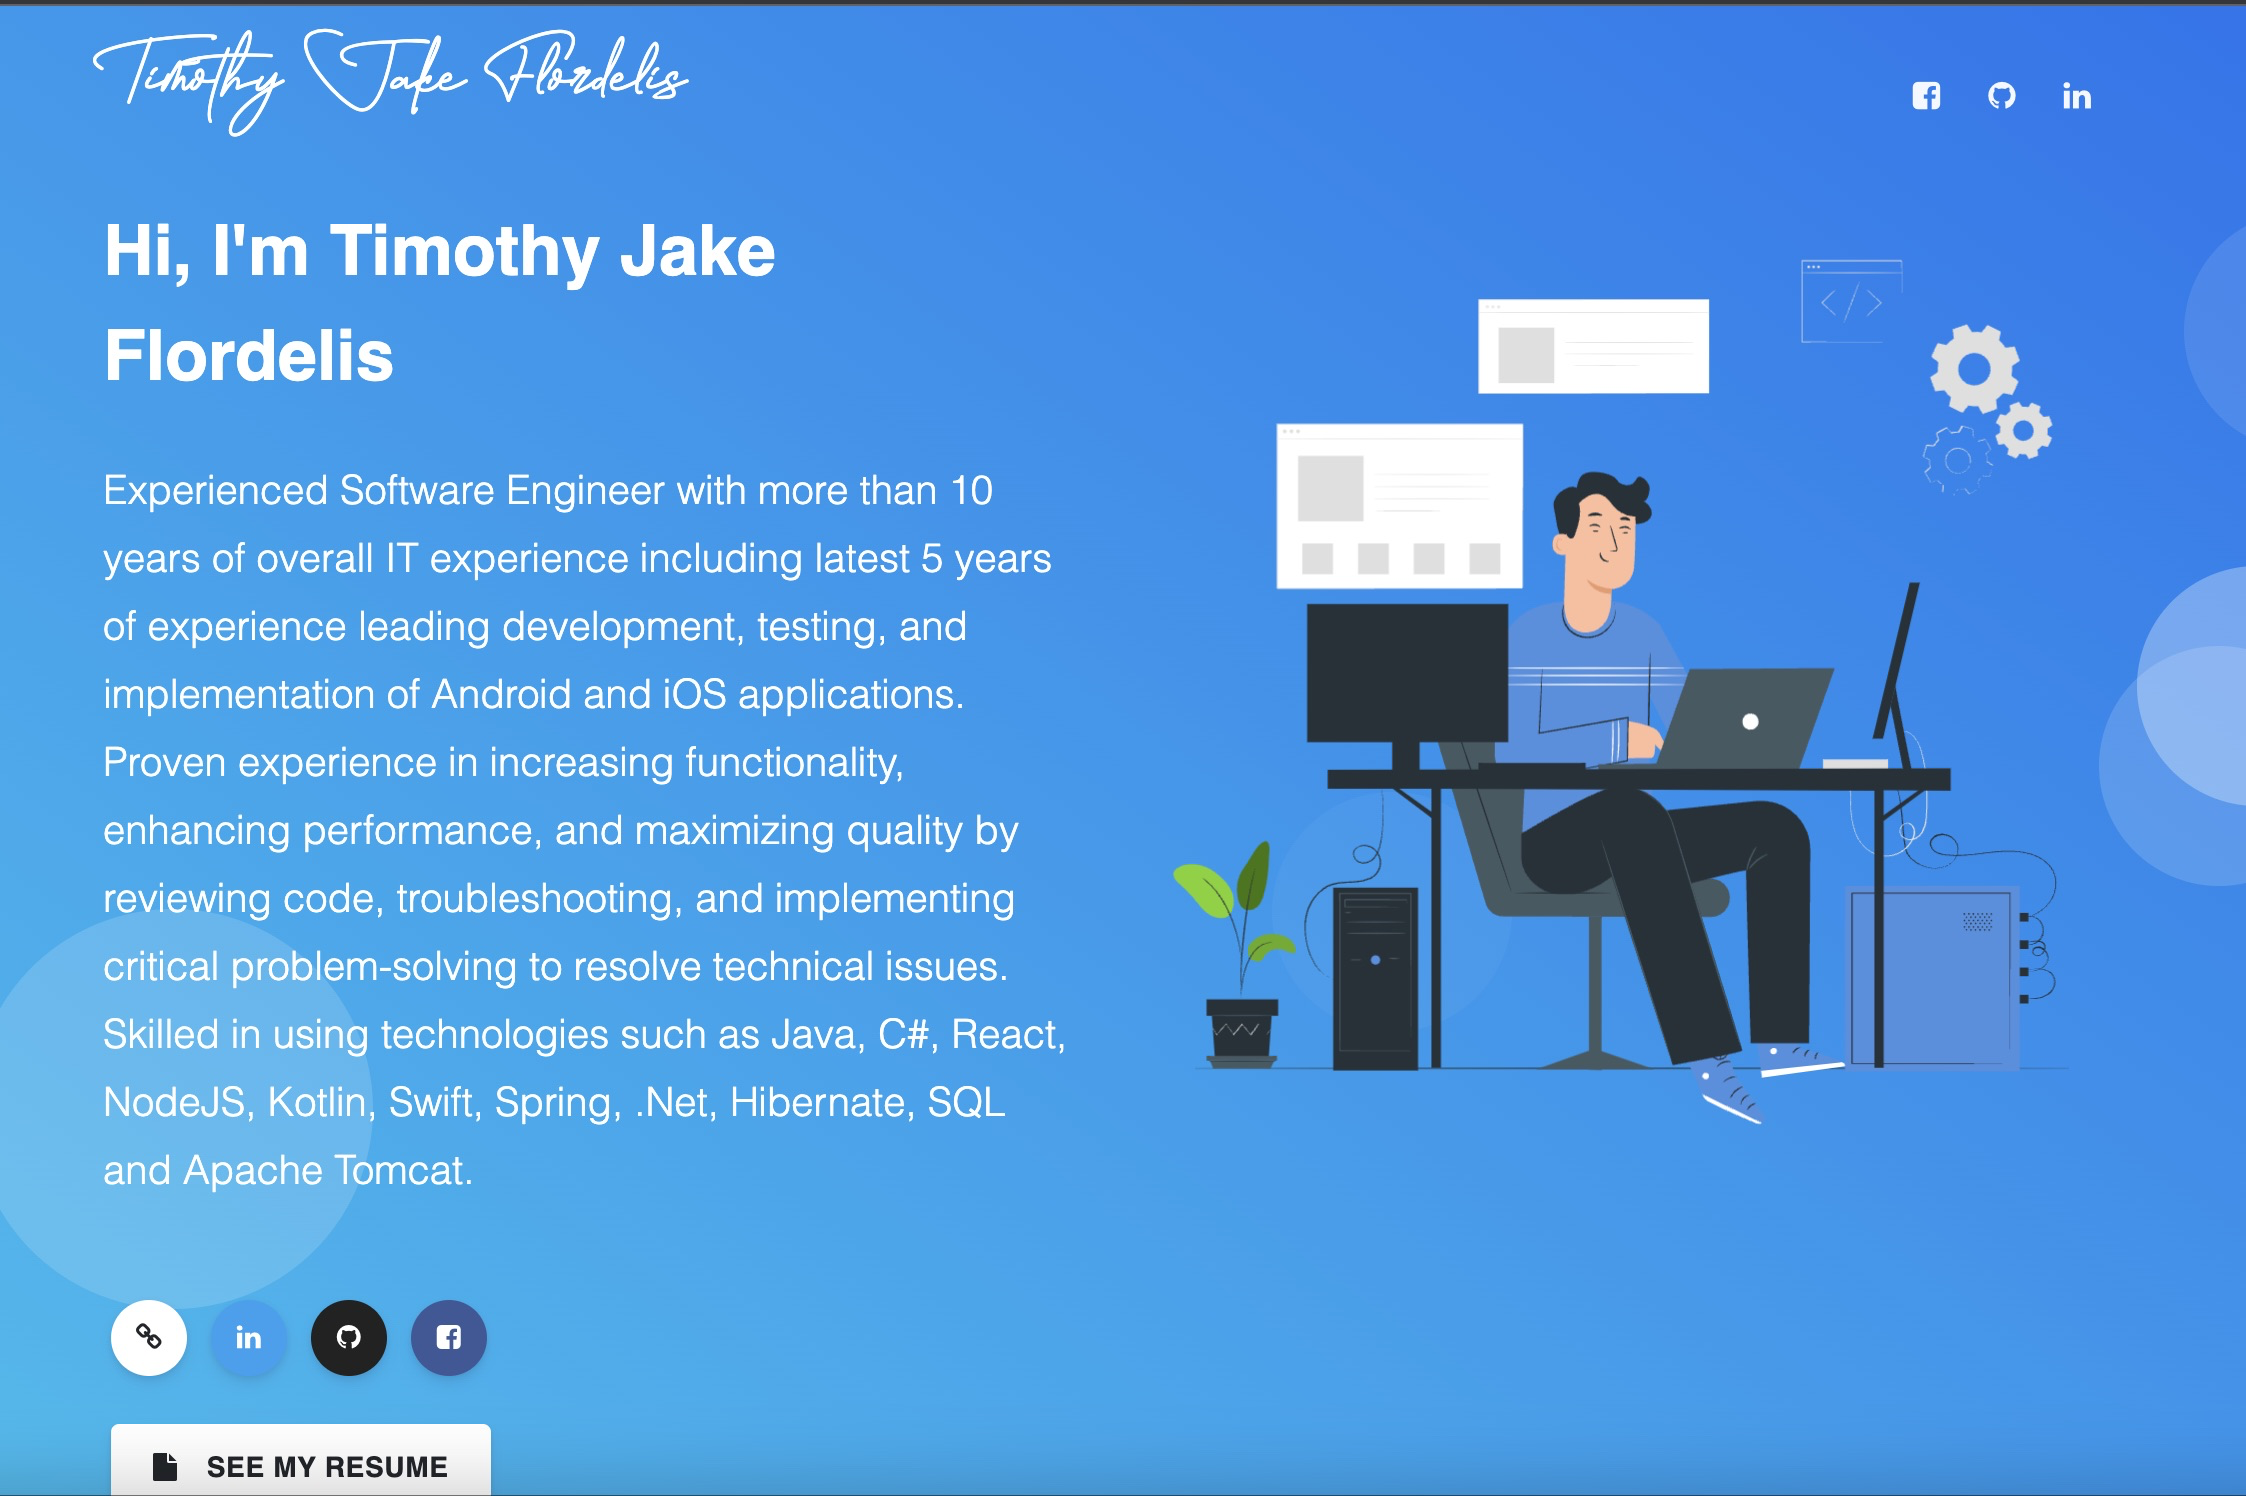 Timothy Jake Flordelis
Hi, I'm Timothy Jake
Flordelis
Experienced Software Engineer with more than 10
years of overall IT experience including latest 5 years
of experience leading development, testing, and
implementation of Android and iOS applications.
Proven experience in increasing functionality,
enhancing performance, and maximizing quality by
reviewing code, troubleshooting, and implementing
critical problem-solving to resolve technical issues.
Skilled in using technologies such as Java, C#, React,
NodeJS, Kotlin, Swift, Spring, .Net, Hibernate, SQL
and Apache Tomcat.
SEE MY RESUME